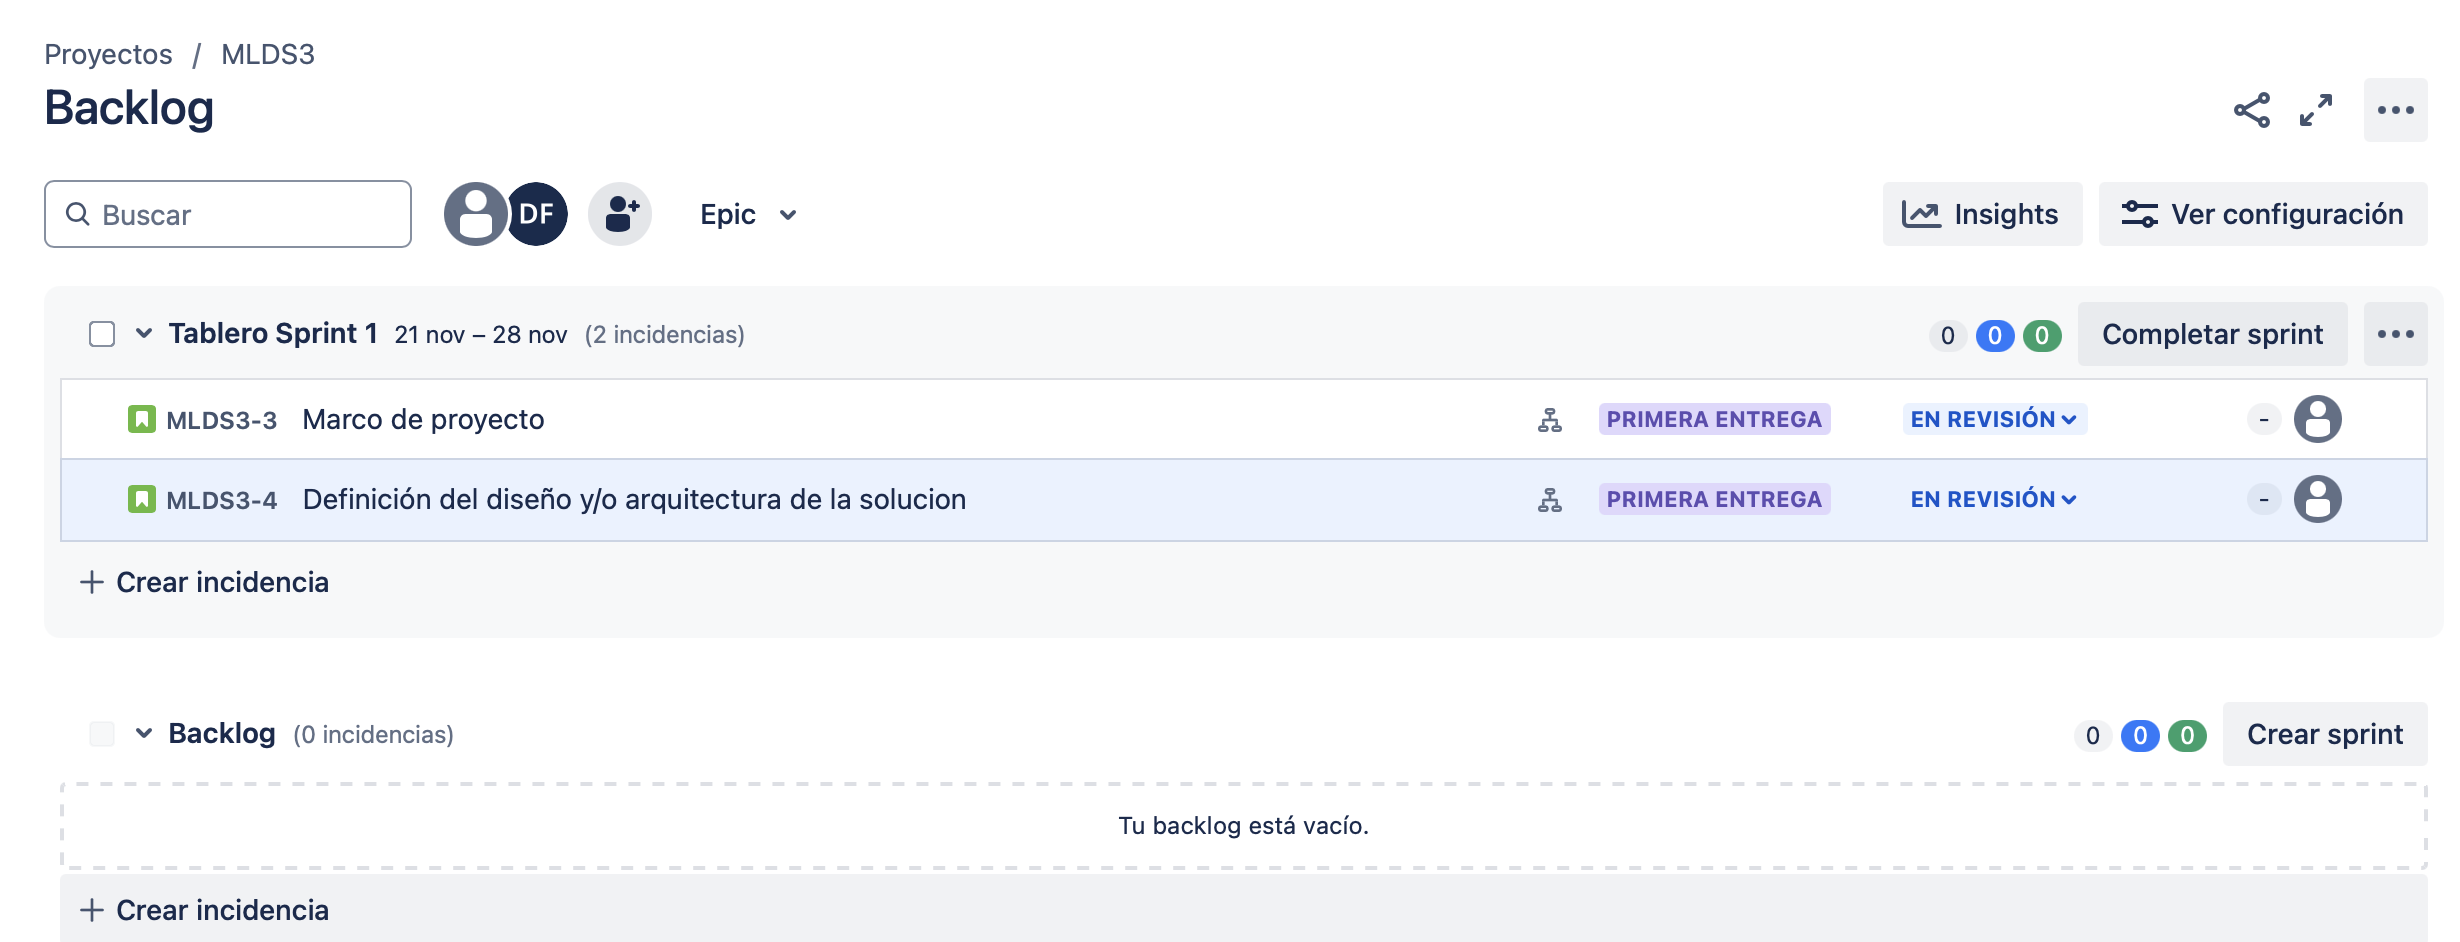 Proyectos / MLDS3
Backlog
Buscar
DF
Epic
Insights
Ver configuración
Tablero Sprint 1 21 nov – 28 nov (2 incidencias)
0 0 0
Completar sprint
MLDS3-3 Marco de proyecto PRIMERA ENTREGA EN REVISIÓN -
MLDS3-4 Definición del diseño y/o arquitectura de la solucion PRIMERA ENTREGA EN REVISIÓN -
+ Crear incidencia
Backlog (0 incidencias)
0 0 0
Crear sprint
Tu backlog está vacío.
+ Crear incidencia